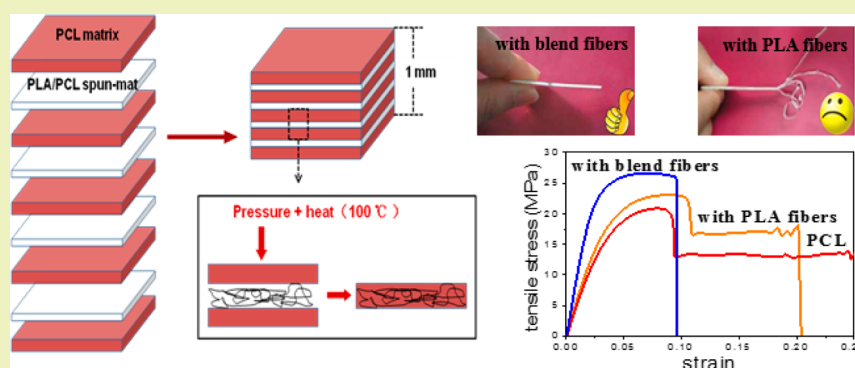 PCL matrix
PLA/PCL spun-mat
1 mm
Pressure + heat（100 ℃）
with blend fibers
with PLA fibers
tensile stress (MPa)
30
25
20
15
10
5
0
with blend fibers
with PLA fibers
PCL
0.00 0.05 0.10 0.15 0.20 0.25
strain